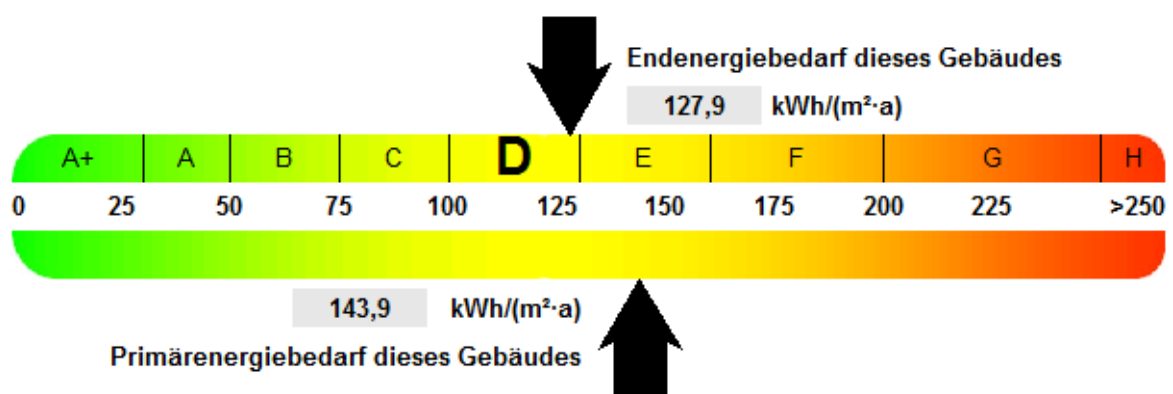 Endenergiebedarf dieses Gebäudes
127,9 kWh/(m²·a)
A+ A B C D E F G H
0 25 50 75 100 125 150 175 200 225 >250
143,9 kWh/(m²·a)
Primärenergiebedarf dieses Gebäudes